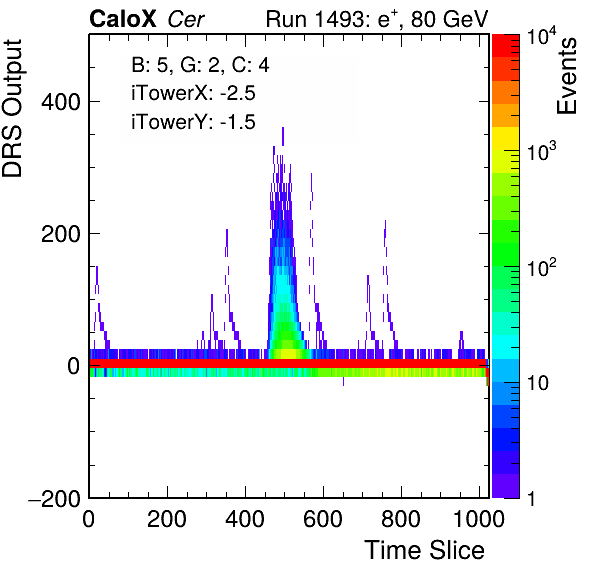 CaloX Cer Run 1493: e⁺, 80 GeV
B: 5, G: 2, C: 4
iTowerX: -2.5
iTowerY: -1.5
DRS Output
400
200
0
−200
0 200 400 600 800 1000
Time Slice
10⁴
10³
10²
10
1
Events